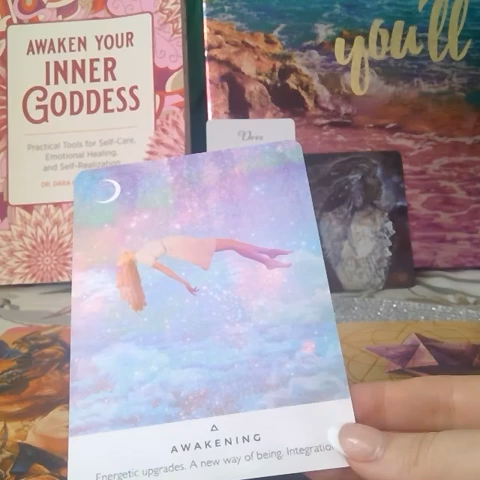 AWAKEN YOUR
INNER
GODDESS
Practical Tools for Self-Care,
Emotional Healing,
and Self-Realization
DR. DARA
you'll
AWAKENING
Energetic upgrades. A new way of being. Integration